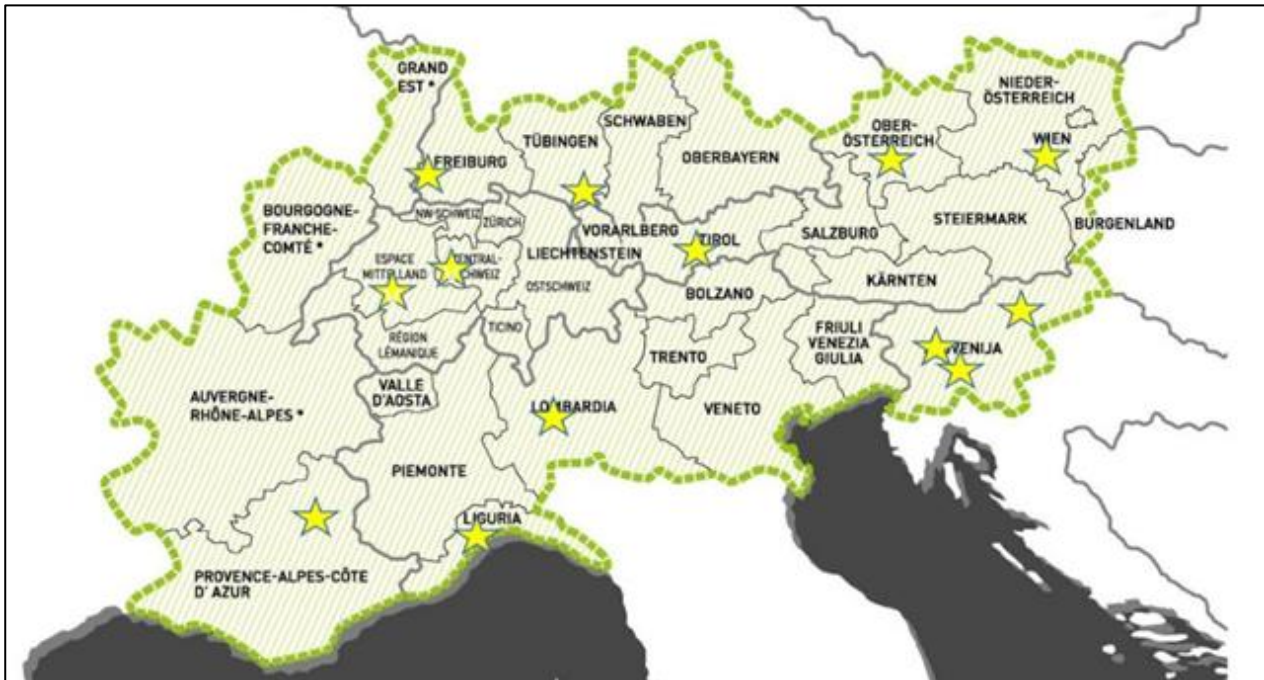 GRAND
EST *
NIEDER-
ÖSTERREICH
SCHWABEN
OBER-
ÖSTERREICH
TÜBINGEN
WIEN
FREIBURG
OBERBAYERN
BOURGOGNE-
FRANCHE-
COMTÉ *
NW-SCHWEIZ
ZÜRICH
STEIERMARK
BURGENLAND
VORARLBERG
SALZBURG
TIROL
LIECHTENSTEIN
ESPACE
MITTELLAND
KÄRNTEN
OSTSCHWEIZ
BOLZANO
TICINO
FRIULI
VENEZIA
GIULIA
RÉGION
LÉMANIQUE
TRENTO
VALLE
D'AOSTA
AUVERGNE-
RHÔNE-ALPES *
LOMBARDIA
VENETO
PIEMONTE
LIGURIA
PROVENCE-ALPES-CÔTE
D' AZUR